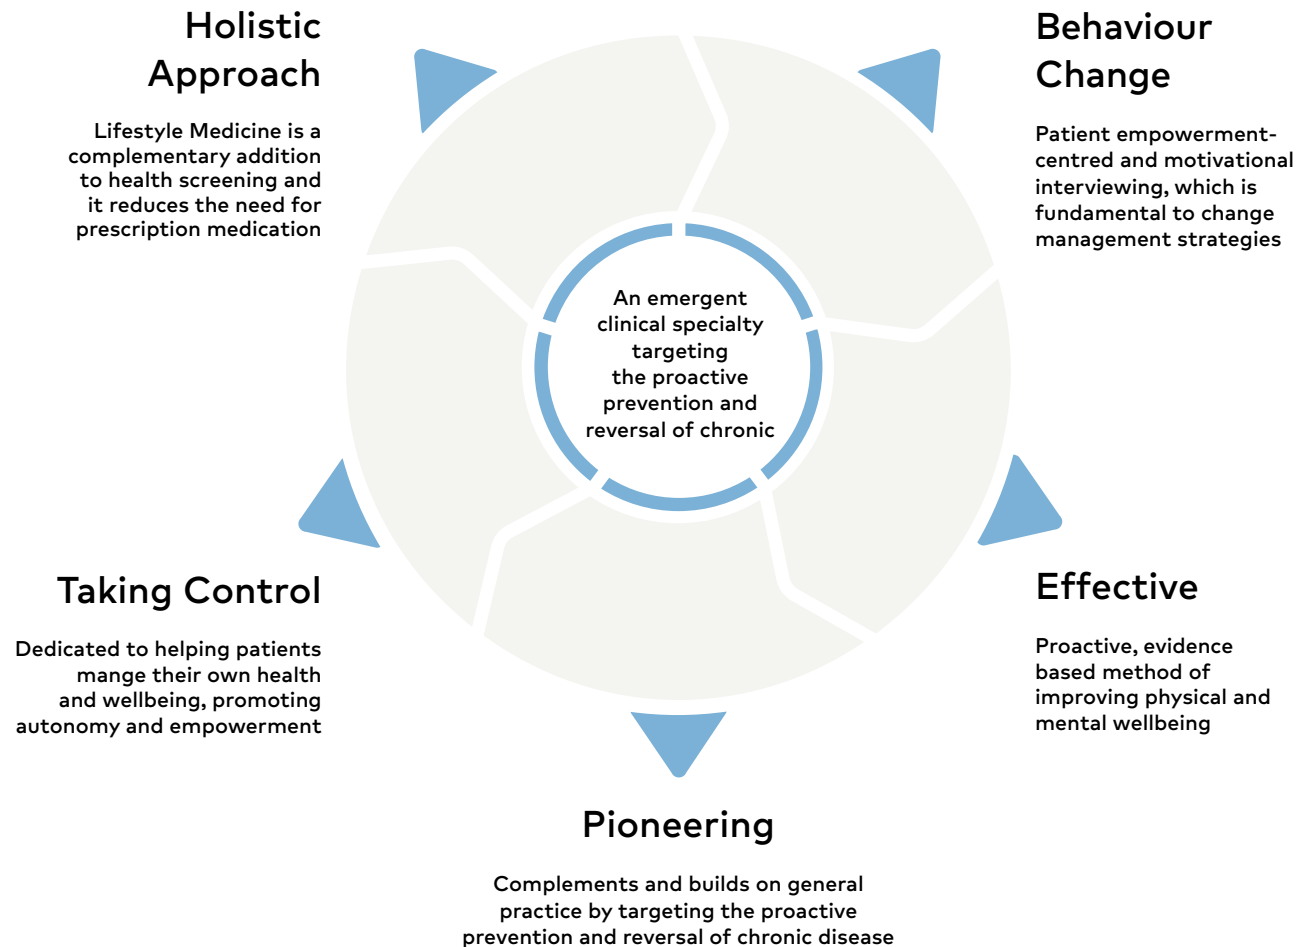 Holistic
Approach
Lifestyle Medicine is a
complementary addition
to health screening and
it reduces the need for
prescription medication
Behaviour
Change
Patient empowerment-
centred and motivational
interviewing, which is
fundamental to change
management strategies
An emergent
clinical specialty
targeting
the proactive
prevention and
reversal of chronic
Taking Control
Dedicated to helping patients
mange their own health
and wellbeing, promoting
autonomy and empowerment
Effective
Proactive, evidence
based method of
improving physical and
mental wellbeing
Pioneering
Complements and builds on general
practice by targeting the proactive
prevention and reversal of chronic disease